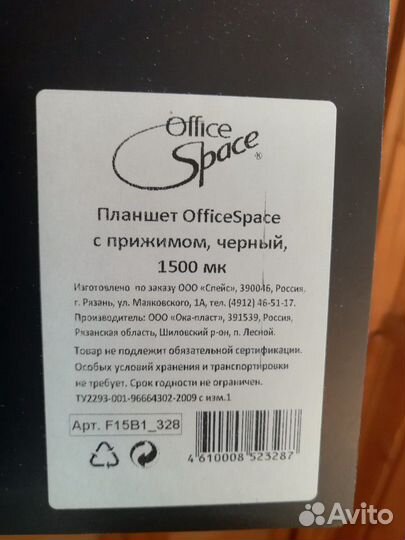 Office
Space®
Планшет OfficeSpace
с прижимом, черный,
1500 мк
Изготовлено по заказу ООО «Спейс», 390046, Россия,
г. Рязань, ул. Маяковского, 1А, тел. (4912) 46-51-17.
Производитель: ООО «Ока-пласт», 391539, Россия,
Рязанская область, Шиловский р-он, п. Лесной.
Товар не подлежит обязательной сертификации.
Особых условий хранения и транспортировки
не требует. Срок годности не ограничен.
ТУ2293-001-96664302-2009 с изм.1
Арт. F15B1_328
4 610008 523287
Avito